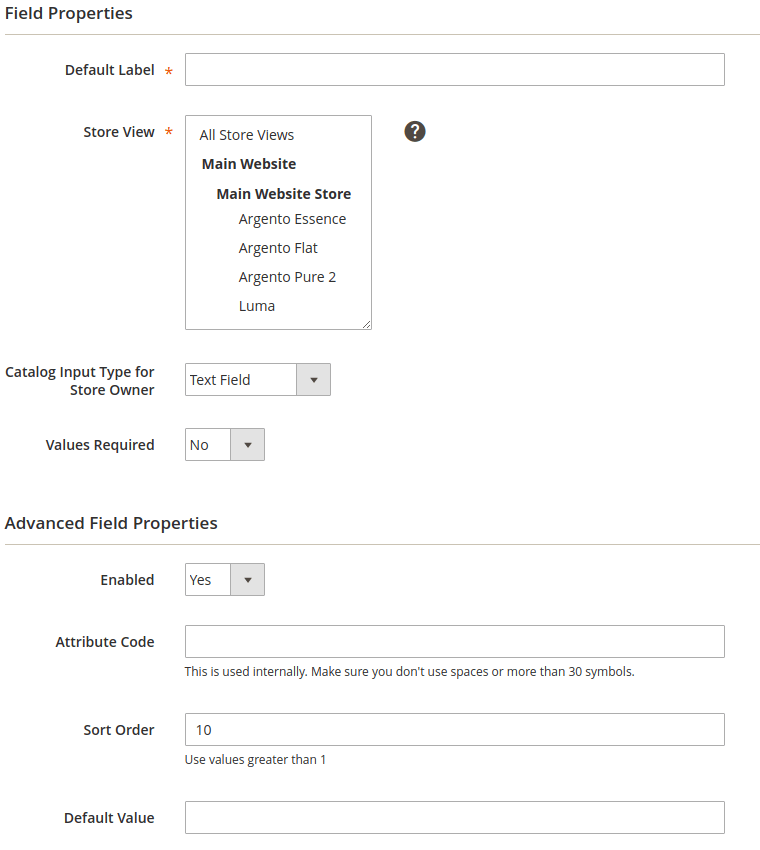 Field Properties
Default Label *
Store View *
All Store Views
Main Website
Main Website Store
Argento Essence
Argento Flat
Argento Pure 2
Luma
?
Catalog Input Type for
Store Owner
Text Field
Values Required
No
Advanced Field Properties
Enabled
Yes
Attribute Code
This is used internally. Make sure you don't use spaces or more than 30 symbols.
Sort Order
10
Use values greater than 1
Default Value